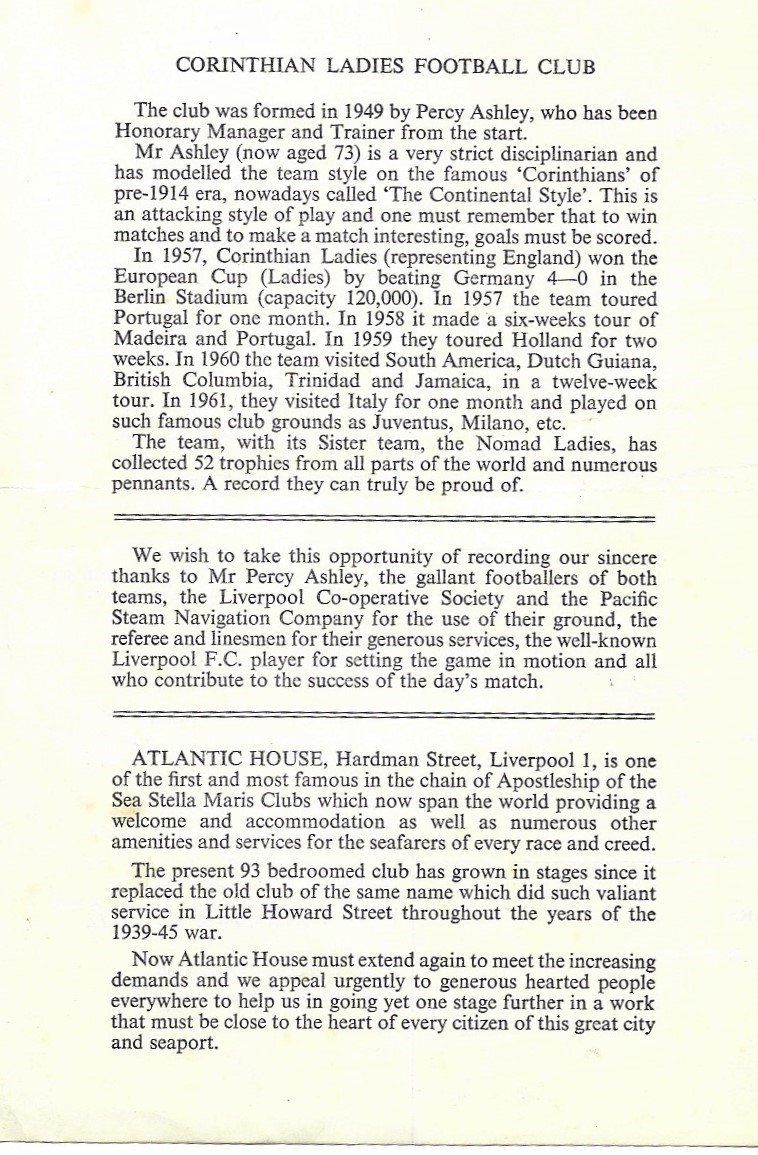 CORINTHIAN LADIES FOOTBALL CLUB
The club was formed in 1949 by Percy Ashley, who has been
Honorary Manager and Trainer from the start.
Mr Ashley (now aged 73) is a very strict disciplinarian and
has modelled the team style on the famous ‘Corinthians’ of
pre-1914 era, nowadays called ‘The Continental Style’. This is
an attacking style of play and one must remember that to win
matches and to make a match interesting, goals must be scored.
In 1957, Corinthian Ladies (representing England) won the
European Cup (Ladies) by beating Germany 4—0 in the
Berlin Stadium (capacity 120,000). In 1957 the team toured
Portugal for one month. In 1958 it made a six-weeks tour of
Madeira and Portugal. In 1959 they toured Holland for two
weeks. In 1960 the team visited South America, Dutch Guiana,
British Columbia, Trinidad and Jamaica, in a twelve-week
tour. In 1961, they visited Italy for one month and played on
such famous club grounds as Juventus, Milano, etc.
The team, with its Sister team, the Nomad Ladies, has
collected 52 trophies from all parts of the world and numerous
pennants. A record they can truly be proud of.
We wish to take this opportunity of recording our sincere
thanks to Mr Percy Ashley, the gallant footballers of both
teams, the Liverpool Co-operative Society and the Pacific
Steam Navigation Company for the use of their ground, the
referee and linesmen for their generous services, the well-known
Liverpool F.C. player for setting the game in motion and all
who contribute to the success of the day’s match.
ATLANTIC HOUSE, Hardman Street, Liverpool 1, is one
of the first and most famous in the chain of Apostleship of the
Sea Stella Maris Clubs which now span the world providing a
welcome and accommodation as well as numerous other
amenities and services for the seafarers of every race and creed.
The present 93 bedroomed club has grown in stages since it
replaced the old club of the same name which did such valiant
service in Little Howard Street throughout the years of the
1939-45 war.
Now Atlantic House must extend again to meet the increasing
demands and we appeal urgently to generous hearted people
everywhere to help us in going yet one stage further in a work
that must be close to the heart of every citizen of this great city
and seaport.